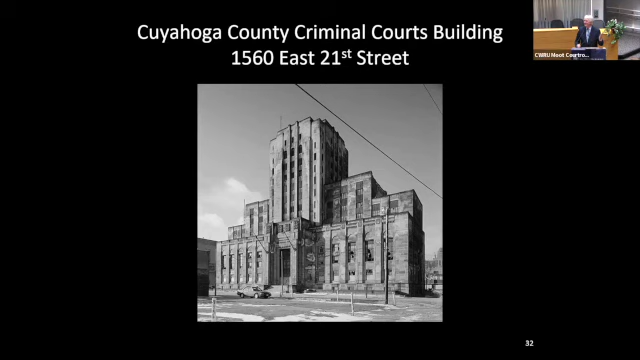 Cuyahoga County Criminal Courts Building
1560 East 21st Street
CWRU Moot Courtro...
32